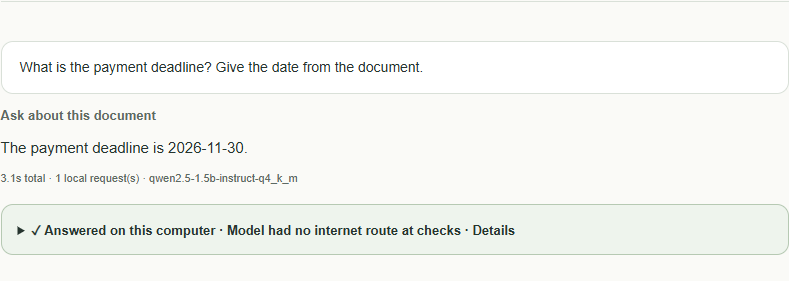 What is the payment deadline? Give the date from the document.
Ask about this document
The payment deadline is 2026-11-30.
3.1s total · 1 local request(s) · qwen2.5-1.5b-instruct-q4_k_m
▶ ✓ Answered on this computer · Model had no internet route at checks · Details